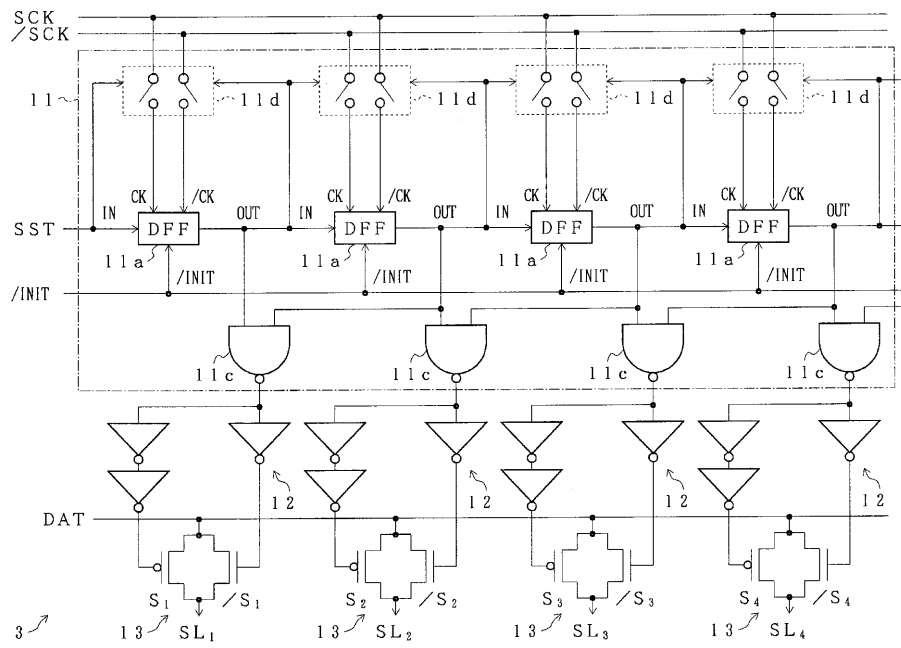 SCK
/SCK
11
11d 11d 11d 11d
CK /CK CK /CK CK /CK CK /CK
IN OUT IN OUT IN OUT IN OUT
SST DFF DFF DFF DFF
11a 11a 11a 11a
/INIT /INIT /INIT /INIT
/INIT
11c 11c 11c 11c
12 12 12 12
DAT
S₁ /S₁ S₂ /S₂ S₃ /S₃ S₄ /S₄
3 13 SL₁ 13 SL₂ 13 SL₃ 13 SL₄